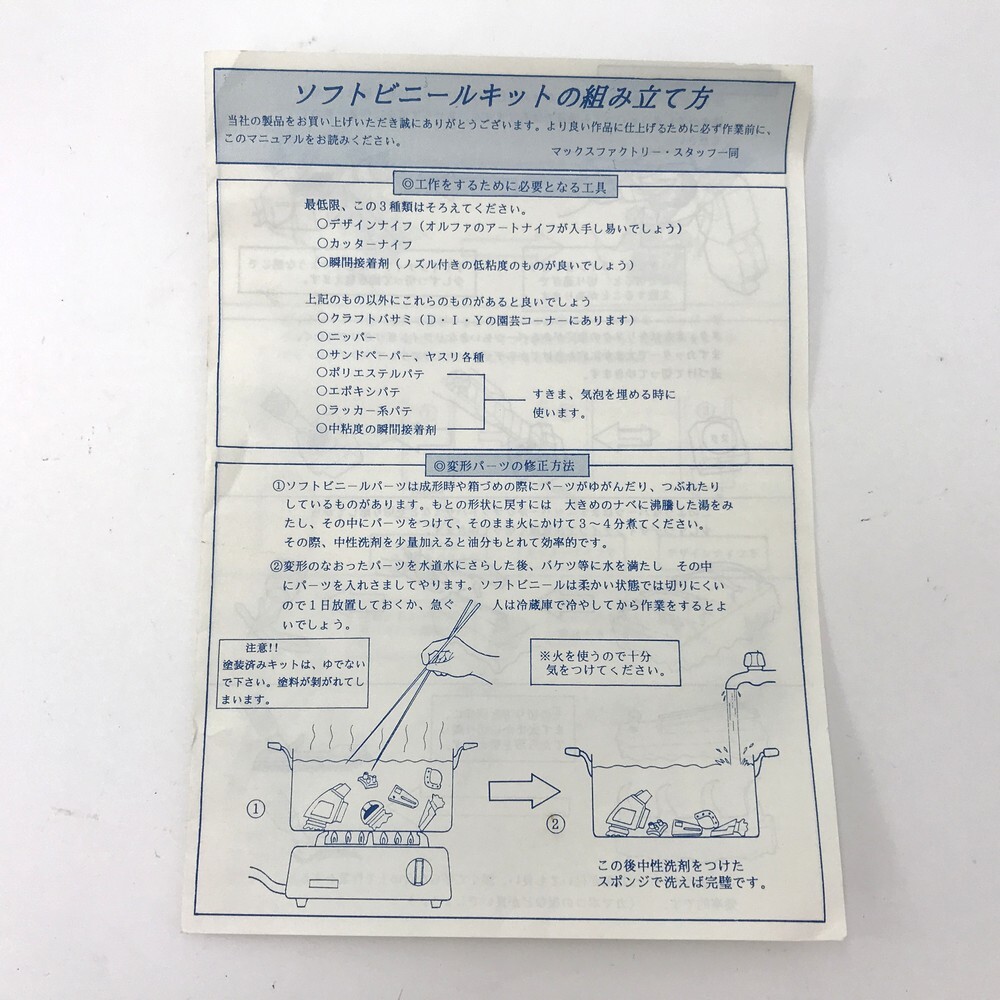 ソフトビニールキットの組み立て方
当社の製品をお買い上げいただき誠にありがとうございます。より良い作品に仕上げるために必ず作業前に、
このマニュアルをお読みください。
マックスファクトリー・スタッフ一同
◎工作をするために必要となる工具
最低限、この3種類はそろえてください。
○デザインナイフ（オルファのアートナイフが入手し易いでしょう）
○カッターナイフ
○瞬間接着剤（ノズル付きの低粘度のものが良いでしょう）
上記のもの以外にこれらのものがあると良いでしょう
○クラフトバサミ（D・I・Yの園芸コーナーにあります）
○ニッパー
○サンドペーパー、ヤスリ各種
○ポリエステルパテ
○エポキシパテ
○ラッカー系パテ
○中粘度の瞬間接着剤
すきま、気泡を埋める時に
使います。
◎変形パーツの修正方法
①ソフトビニールパーツは成形時や箱づめの際にパーツがゆがんだり、つぶれたり
しているものがあります。もとの形状に戻すには　大きめのナベに沸騰した湯をみ
たし、その中にパーツをつけて、そのまま火にかけて3～4分煮てください。
その際、中性洗剤を少量加えると油分もとれて効率的です。
②変形のなおったパーツを水道水にさらした後、バケツ等に水を満たし　その中
にパーツを入れさましてやります。ソフトビニールは柔かい状態では切りにくい
ので1日放置しておくか、急ぐ　人は冷蔵庫で冷やしてから作業をするとよ
いでしょう。
注意!!
塗装済みキットは、ゆでない
で下さい。塗料が剝がれてし
まいます。
※火を使うので十分
気をつけてください。
①
②
この後中性洗剤をつけた
スポンジで洗えば完璧です。